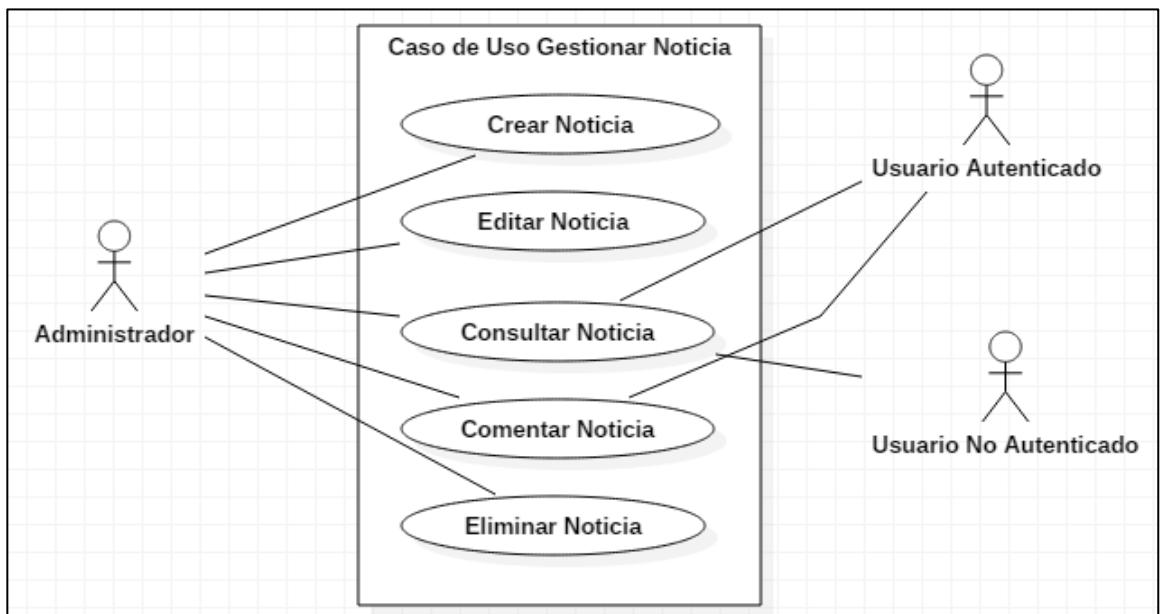 Caso de Uso Gestionar Noticia
Crear Noticia
Editar Noticia
Consultar Noticia
Comentar Noticia
Eliminar Noticia
Administrador
Usuario Autenticado
Usuario No Autenticado